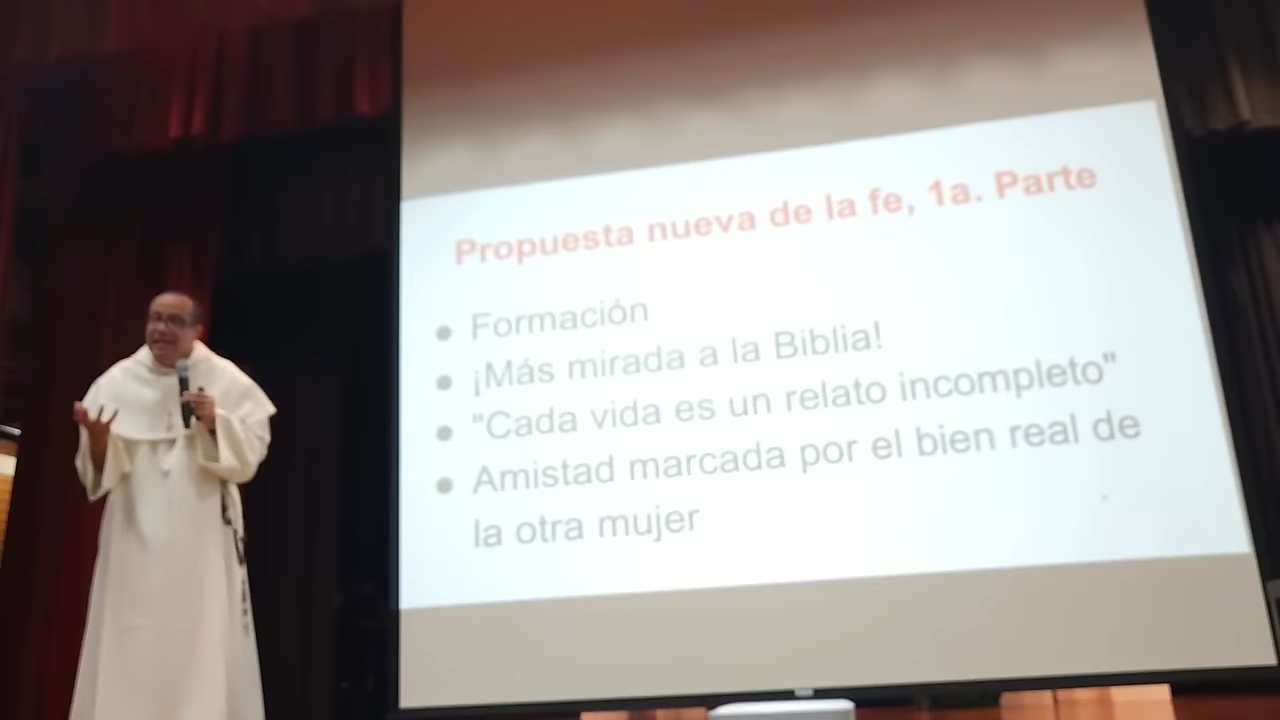 Propuesta nueva de la fe, 1a. Parte
● Formación
● ¡Más mirada a la Biblia!
● "Cada vida es un relato incompleto"
● Amistad marcada por el bien real de
la otra mujer